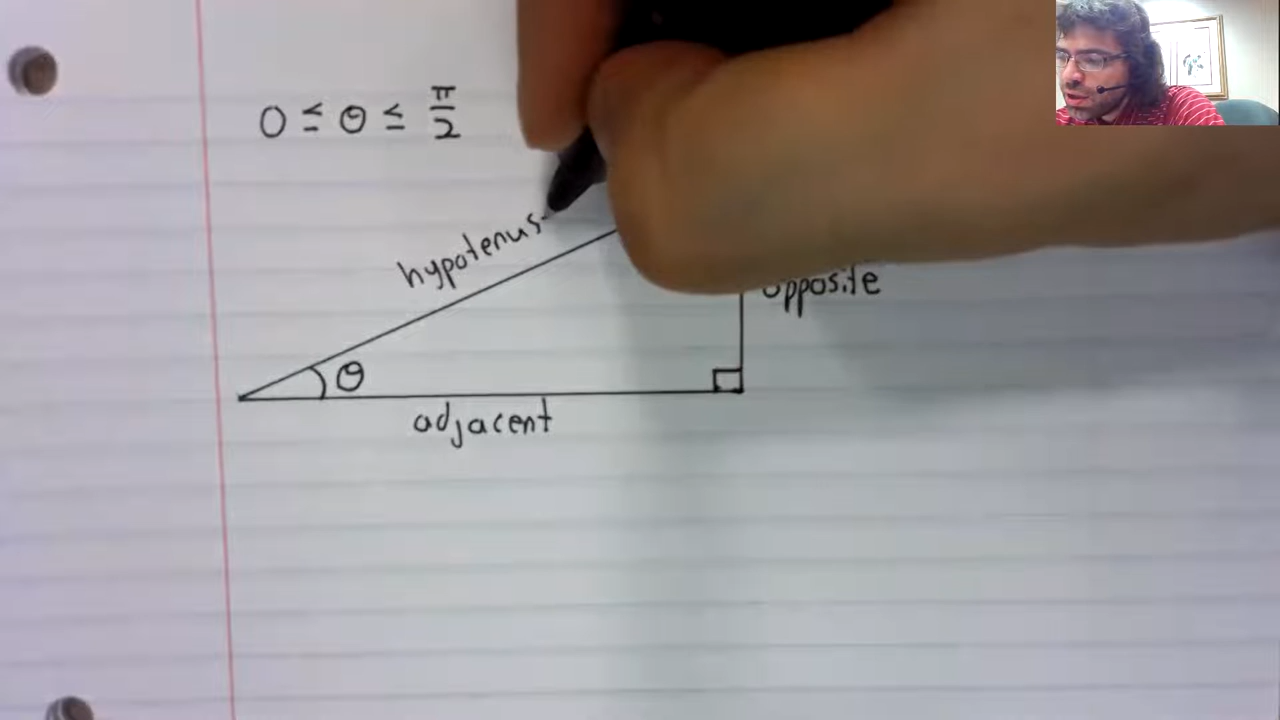 0 ≤ θ ≤ π/2
hypotenus
opposite
θ
adjacent